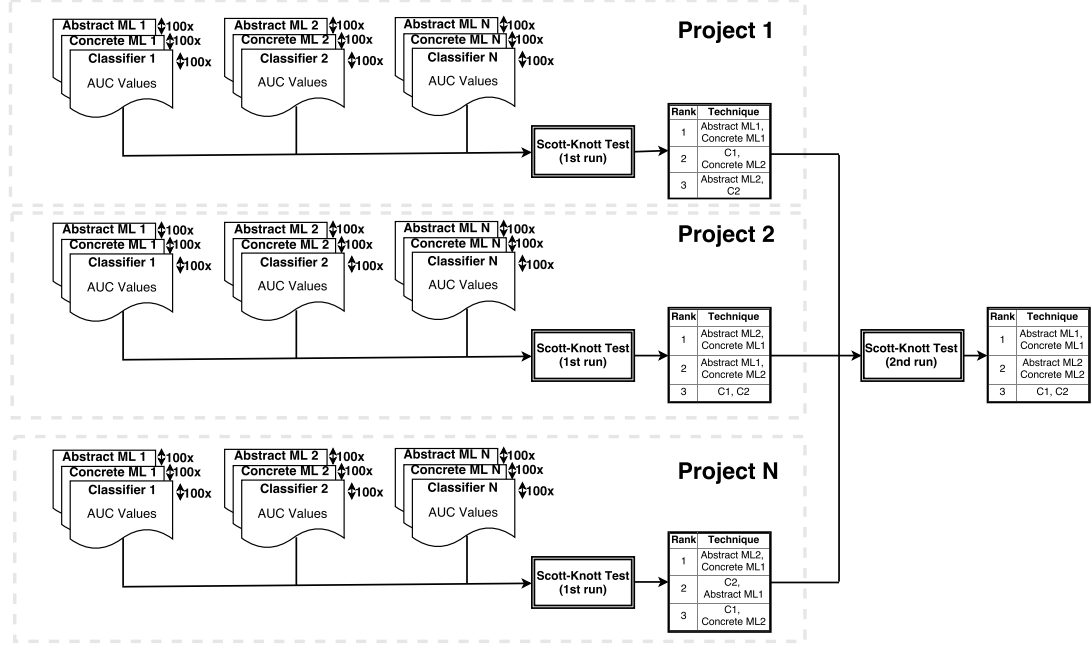 Project 1
Abstract ML 1 100x
Concrete ML 1 100x
Classifier 1 100x
AUC Values
Abstract ML 2 100x
Concrete ML 2 100x
Classifier 2 100x
AUC Values
Abstract ML N 100x
Concrete ML N 100x
Classifier N 100x
AUC Values
Scott-Knott Test
(1st run)
Rank Technique
1 Abstract ML1,
Concrete ML1
2 C1,
Concrete ML2
3 Abstract ML2,
C2
Project 2
Abstract ML 1 100x
Concrete ML 1 100x
Classifier 1 100x
AUC Values
Abstract ML 2 100x
Concrete ML 2 100x
Classifier 2 100x
AUC Values
Abstract ML N 100x
Concrete ML N 100x
Classifier N 100x
AUC Values
Scott-Knott Test
(1st run)
Rank Technique
1 Abstract ML2,
Concrete ML1
2 Abstract ML1,
Concrete ML2
3 C1, C2
Scott-Knott Test
(2nd run)
Rank Technique
1 Abstract ML1,
Concrete ML1
2 Abstract ML2
Concrete ML2
3 C1, C2
Project N
Abstract ML 1 100x
Concrete ML 1 100x
Classifier 1 100x
AUC Values
Abstract ML 2 100x
Concrete ML 2 100x
Classifier 2 100x
AUC Values
Abstract ML N 100x
Concrete ML N 100x
Classifier N 100x
AUC Values
Scott-Knott Test
(1st run)
Rank Technique
1 Abstract ML2,
Concrete ML1
2 C2,
Abstract ML1
3 C1,
Concrete ML2